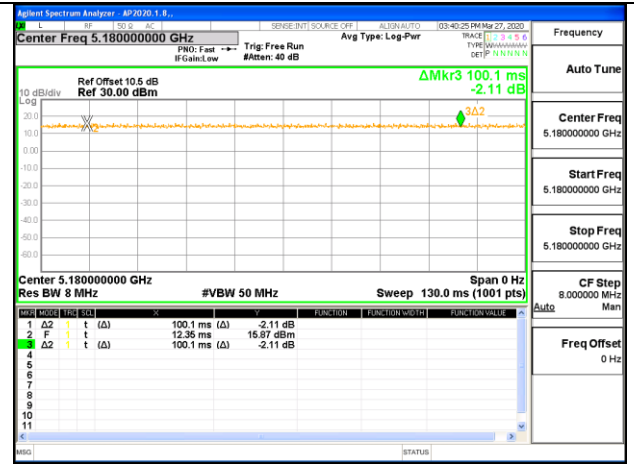 Agilent Spectrum Analyzer - AP2020.1.8,,
L RF 50 Ω AC SENSE:INT SOURCE OFF ALIGN AUTO 03:40:25 PM Mar 27, 2020
Center Freq 5.180000000 GHz
PNO: Fast
IFGain:Low
Trig: Free Run
#Atten: 40 dB
Avg Type: Log-Pwr
TRACE 1 2 3 4 5 6
TYPE WWWWWW
DET P N N N N N
Frequency
Auto Tune
Center Freq
5.180000000 GHz
Start Freq
5.180000000 GHz
Stop Freq
5.180000000 GHz
CF Step
8.000000 MHz
Auto Man
Freq Offset
0 Hz
Ref Offset 10.5 dB
10 dB/div Ref 30.00 dBm
Log
ΔMkr3 100.1 ms
-2.11 dB
20.0
10.0
0.00
-10.0
-20.0
-30.0
-40.0
-50.0
-60.0
2
3Δ2
Center 5.180000000 GHz Span 0 Hz
Res BW 8 MHz #VBW 50 MHz Sweep 130.0 ms (1001 pts)
MKR MODE TRC SCL X Y FUNCTION FUNCTION WIDTH FUNCTION VALUE
1 Δ2 1 t (Δ) 100.1 ms (Δ) -2.11 dB
2 F 1 t 12.35 ms 15.87 dBm
3 Δ2 1 t (Δ) 100.1 ms (Δ) -2.11 dB
4
5
6
7
8
9
10
11
MSG STATUS